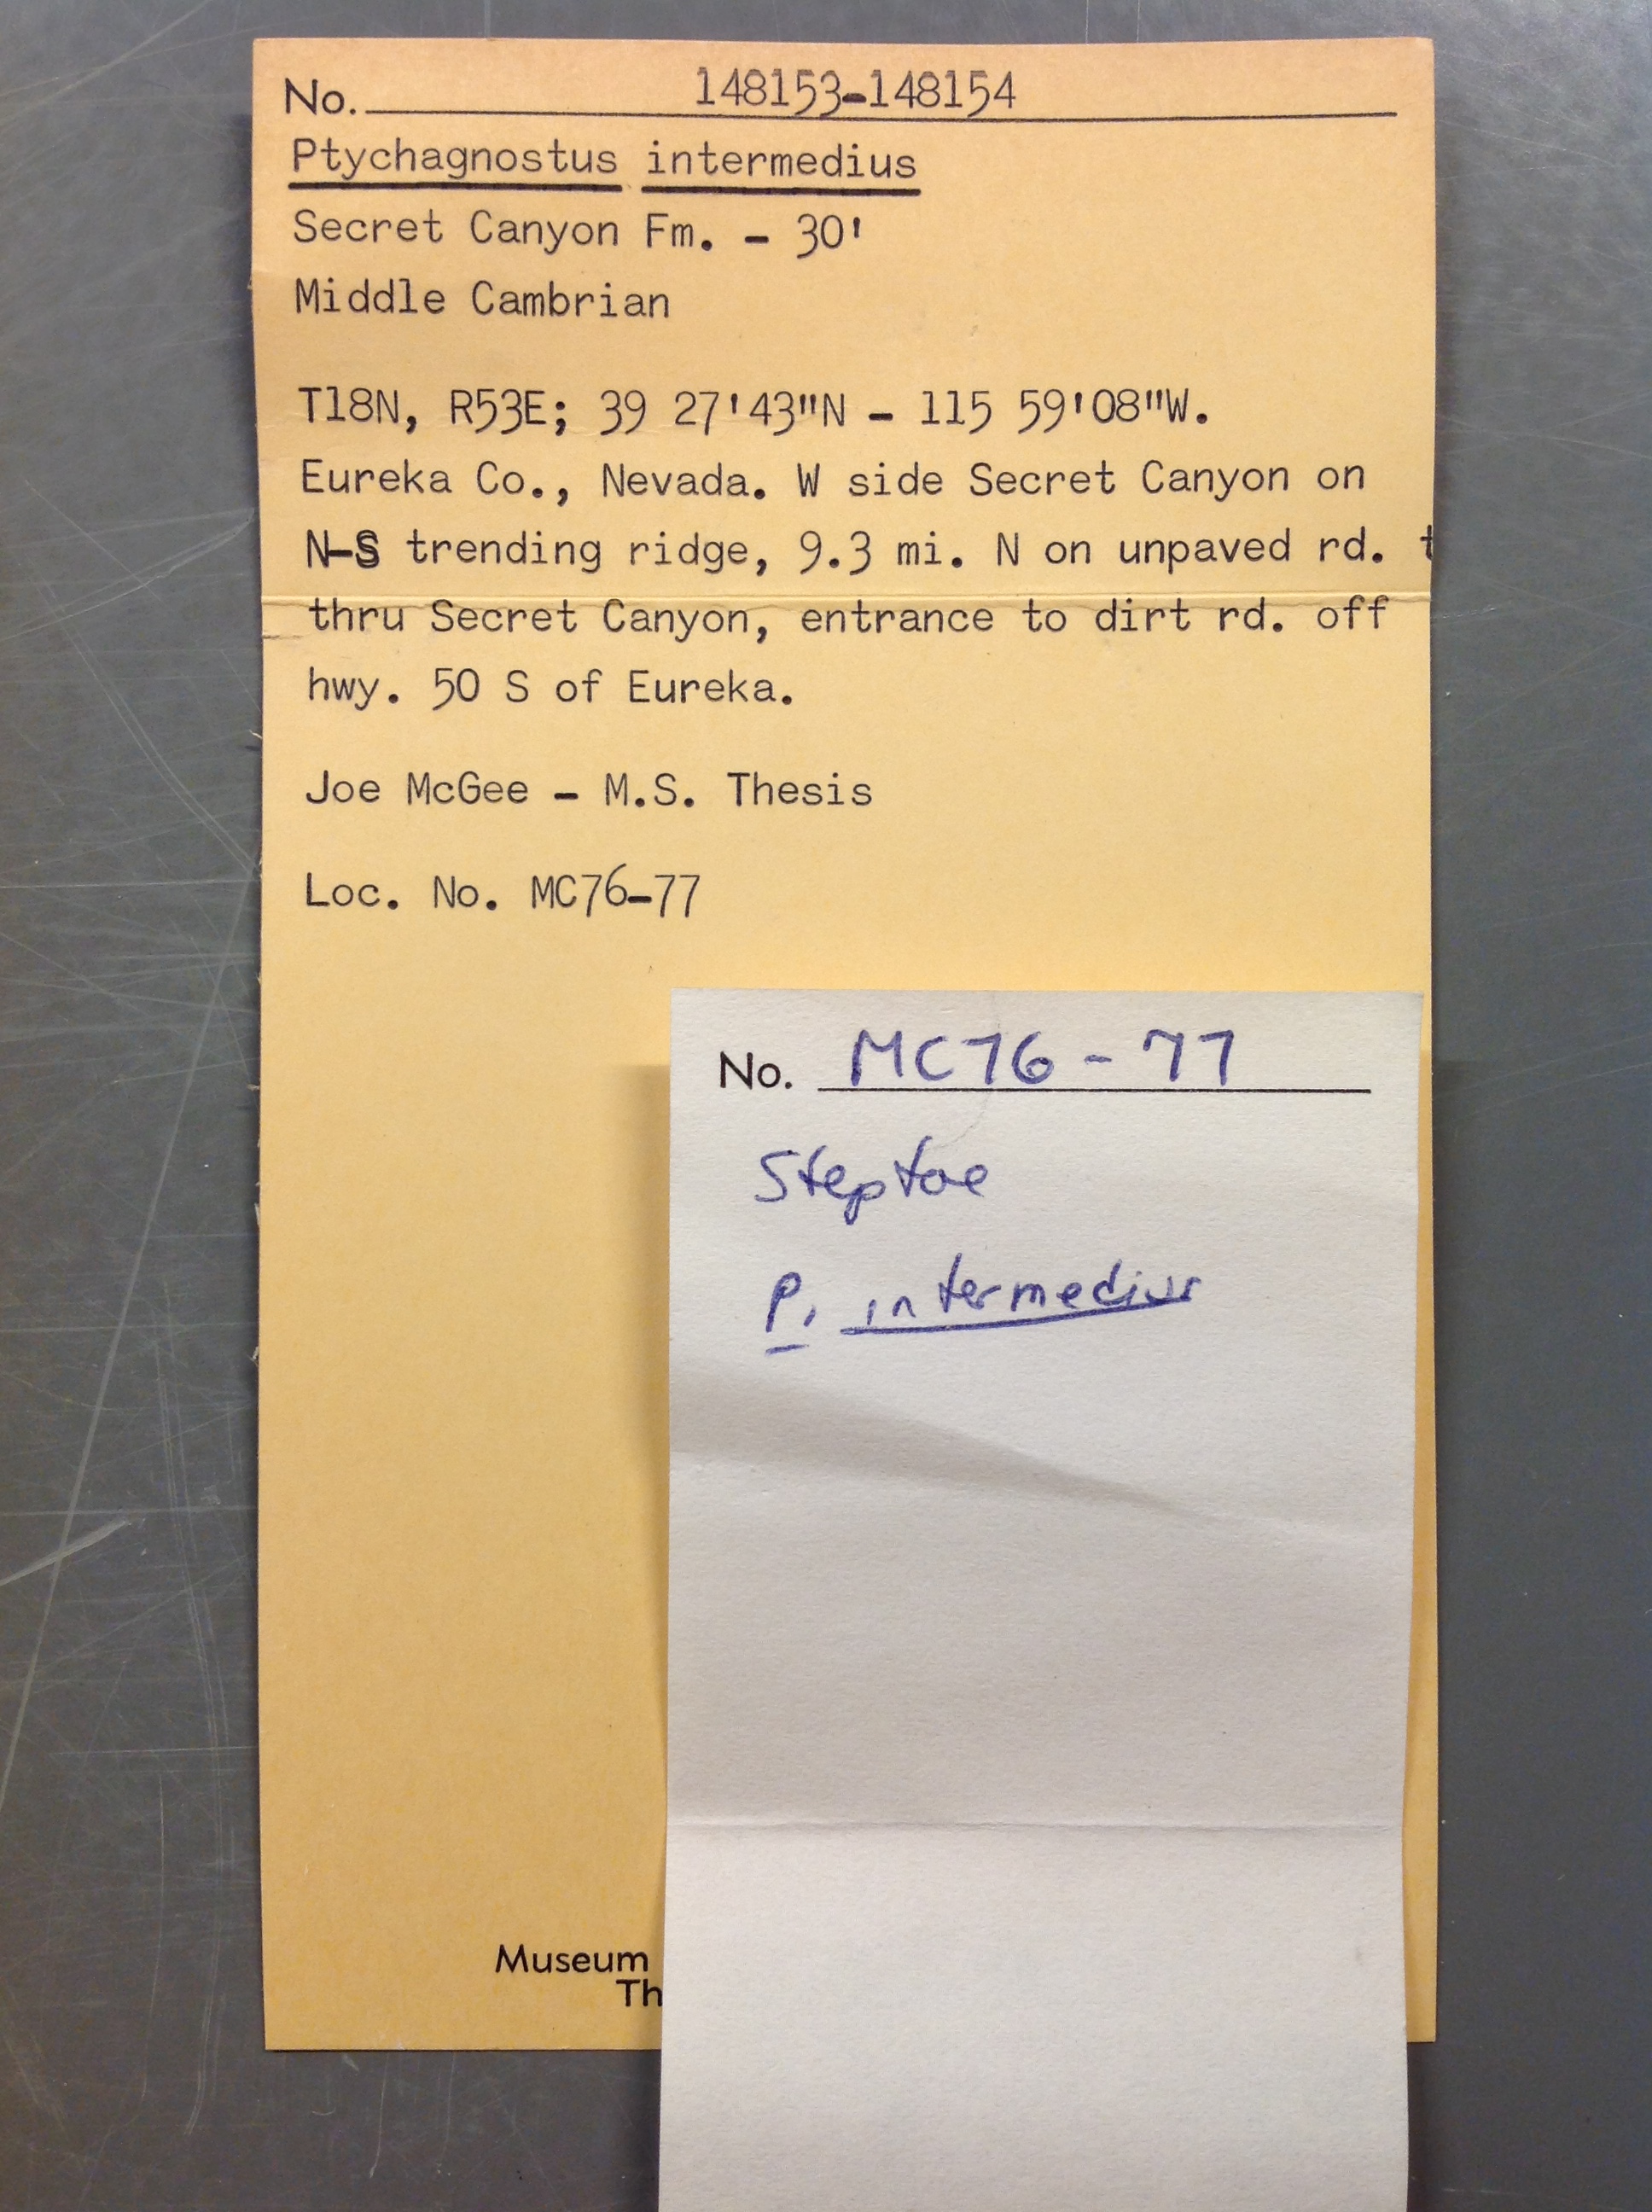 No. 148153-148154
Ptychagnostus intermedius
Secret Canyon Fm. - 30'
Middle Cambrian
T18N, R53E; 39 27'43"N - 115 59'08"W.
Eureka Co., Nevada. W side Secret Canyon on
N-S trending ridge, 9.3 mi. N on unpaved rd. t
thru Secret Canyon, entrance to dirt rd. off
hwy. 50 S of Eureka.
Joe McGee - M.S. Thesis
Loc. No. MC76-77
No. MC76-77
Steptoe
P. intermedius
Museum
Th